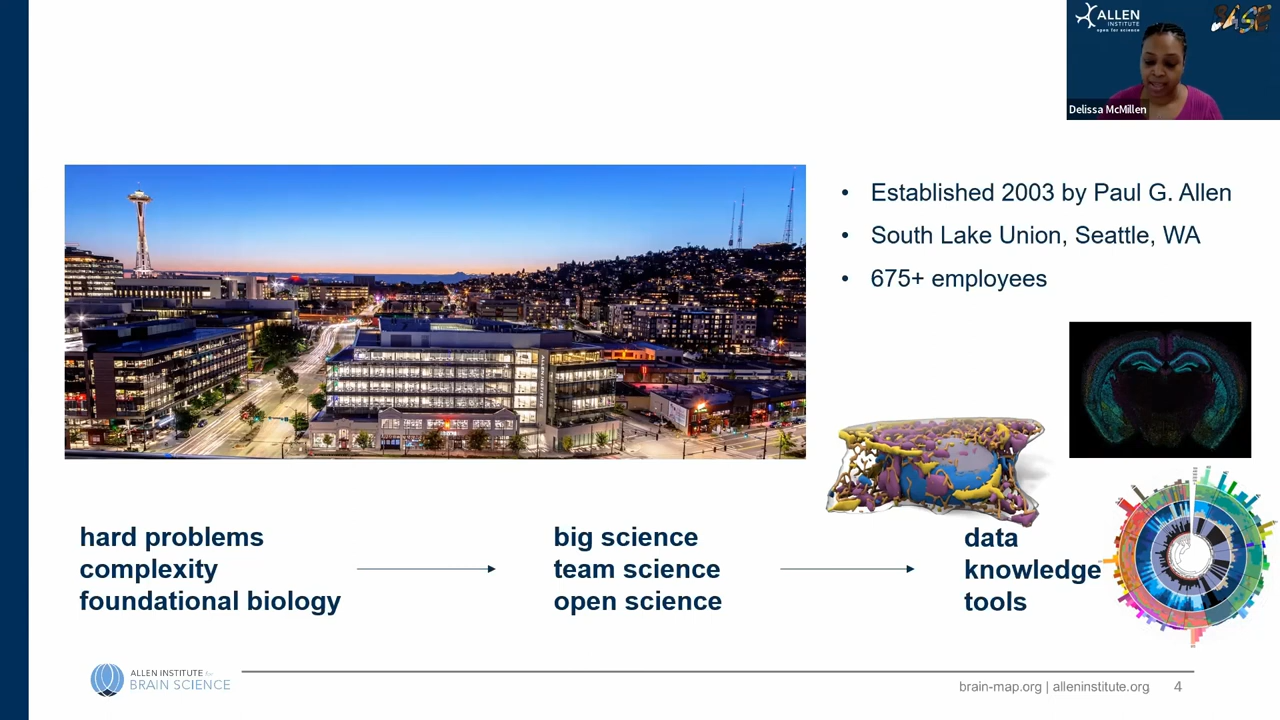 ALLEN
INSTITUTE
open for science
Delissa McMillen
• Established 2003 by Paul G. Allen
• South Lake Union, Seattle, WA
• 675+ employees
hard problems
complexity
foundational biology
big science
team science
open science
data
knowledge
tools
ALLEN INSTITUTE for
BRAIN SCIENCE
brain-map.org | alleninstitute.org 4